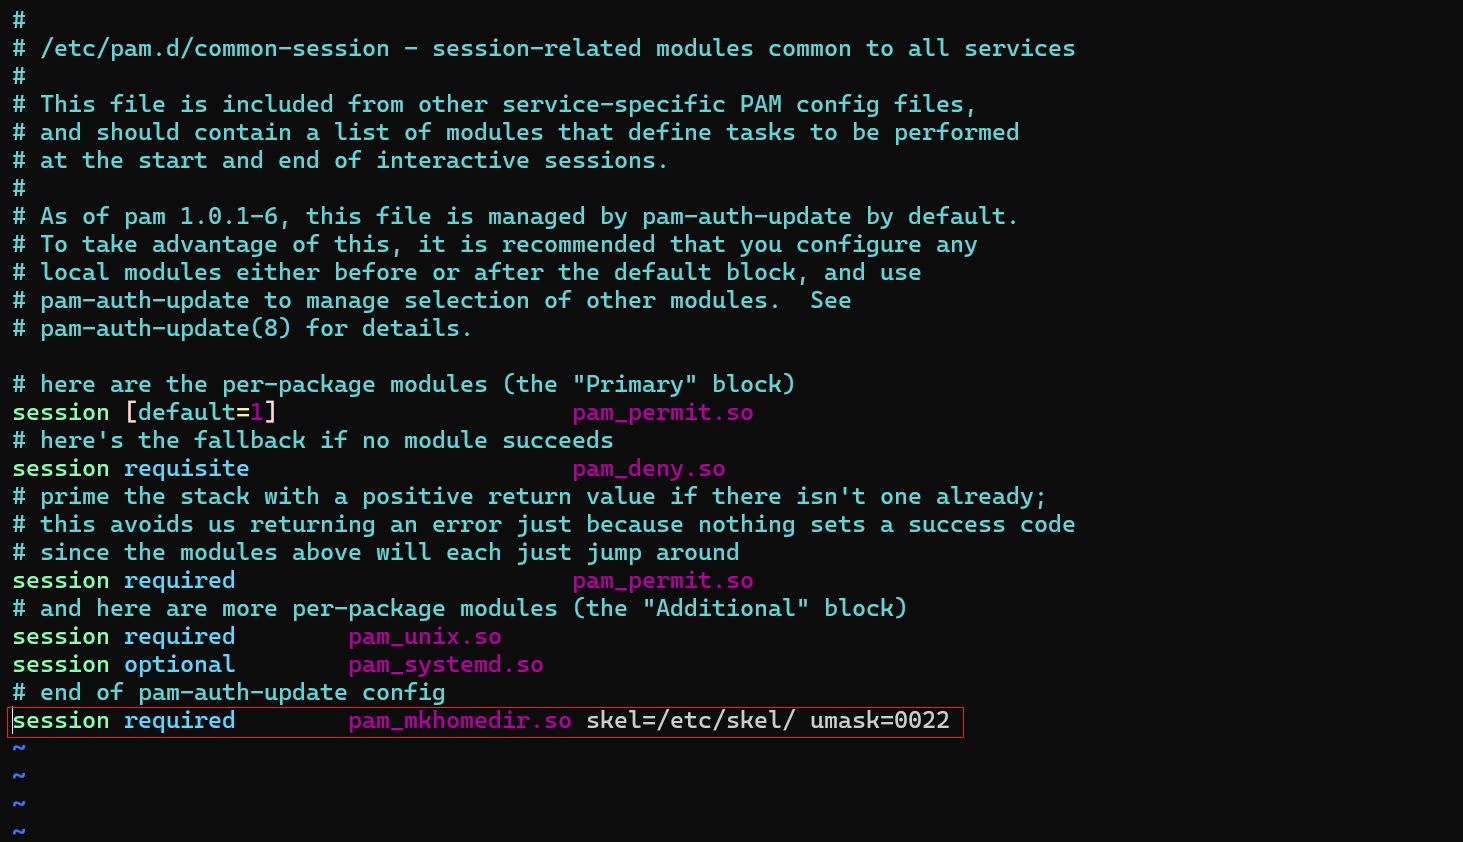 #
# /etc/pam.d/common-session - session-related modules common to all services
#
# This file is included from other service-specific PAM config files,
# and should contain a list of modules that define tasks to be performed
# at the start and end of interactive sessions.
#
# As of pam 1.0.1-6, this file is managed by pam-auth-update by default.
# To take advantage of this, it is recommended that you configure any
# local modules either before or after the default block, and use
# pam-auth-update to manage selection of other modules.  See
# pam-auth-update(8) for details.

# here are the per-package modules (the "Primary" block)
session [default=1]                     pam_permit.so
# here's the fallback if no module succeeds
session requisite                       pam_deny.so
# prime the stack with a positive return value if there isn't one already;
# this avoids us returning an error just because nothing sets a success code
# since the modules above will each just jump around
session required                        pam_permit.so
# and here are more per-package modules (the "Additional" block)
session required        pam_unix.so
session optional        pam_systemd.so
# end of pam-auth-update config
session required        pam_mkhomedir.so skel=/etc/skel/ umask=0022
~
~
~
~